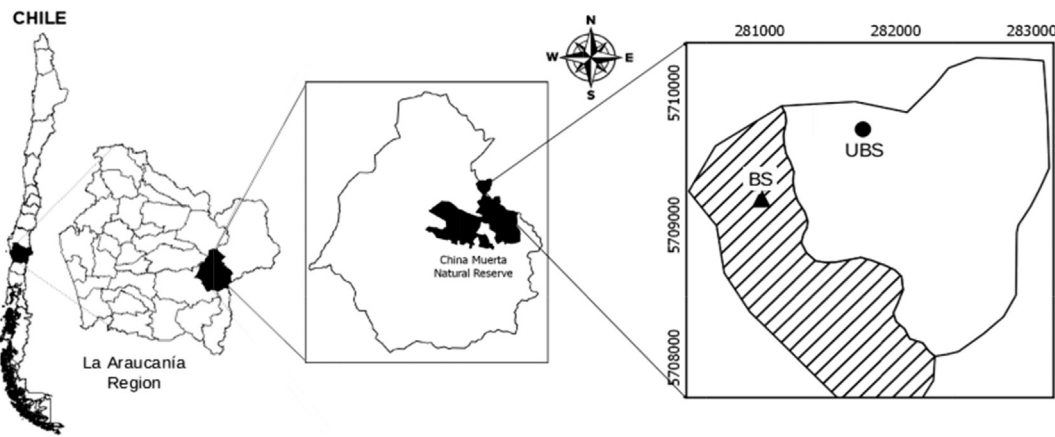 CHILE
La Araucanía
Region
China Muerta
Natural Reserve
N
W
E
S
281000
282000
283000
5710000
5709000
5708000
UBS
BS